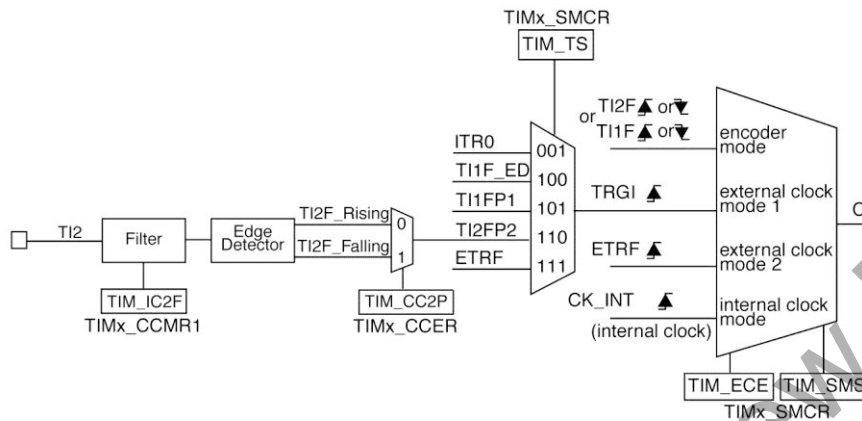 TIMx_SMCR
TIM_TS
TI2
Filter
TIM_IC2F
TIMx_CCMR1
Edge
Detector
TI2F_Rising
TI2F_Falling
0
1
TIM_CC2P
TIMx_CCER
ITR0
TI1F_ED
TI1FP1
TI2FP2
ETRF
001
100
101
110
111
or TI2F or
TI1F or
TRGI
ETRF
CK_INT
(internal clock)
encoder
mode
external clock
mode 1
external clock
mode 2
internal clock
mode
TIM_ECE
TIM_SMS
TIMx_SMCR